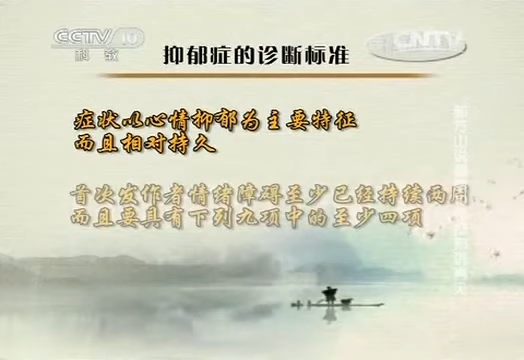 CCTV 10
科教
CNTV
抑郁症的诊断标准
症状以心情抑郁为主要特征
而且相对持久
首次发作者情绪障碍至少已经持续两周
而且要具有下列九项中的至少四项